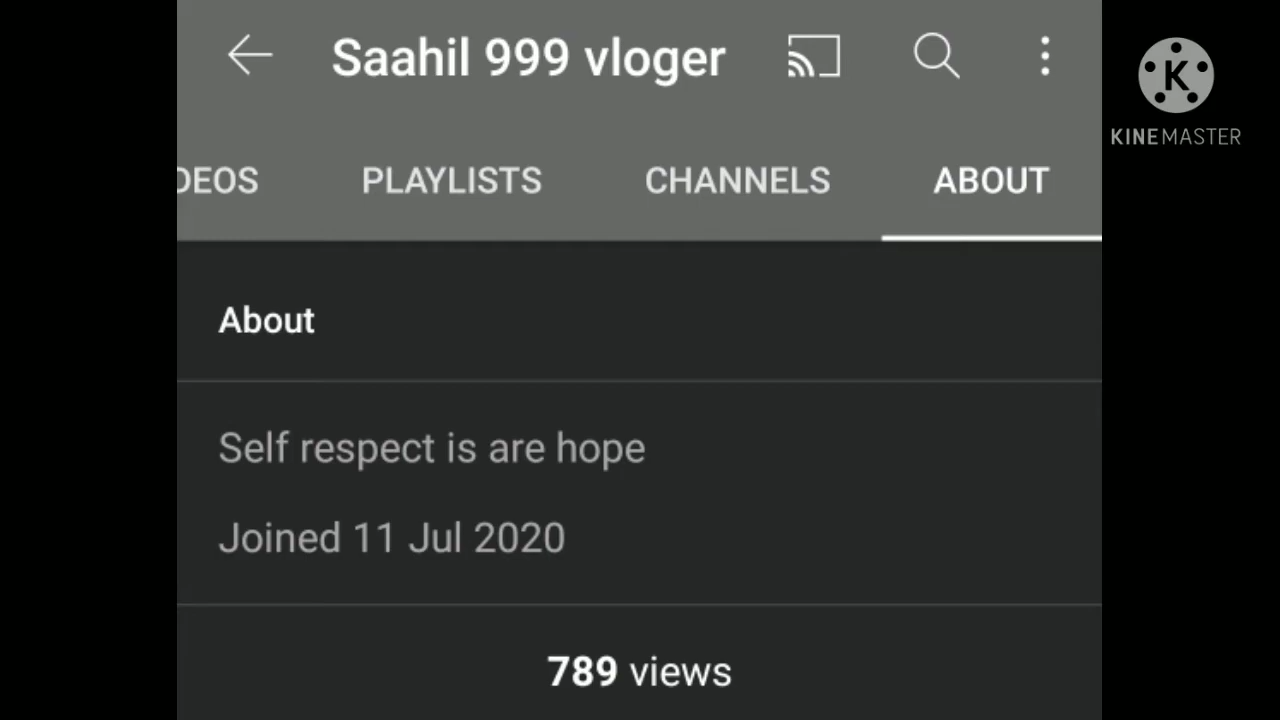 Saahil 999 vloger
K
KINEMASTER
DEOS PLAYLISTS CHANNELS ABOUT
About
Self respect is are hope
Joined 11 Jul 2020
789 views